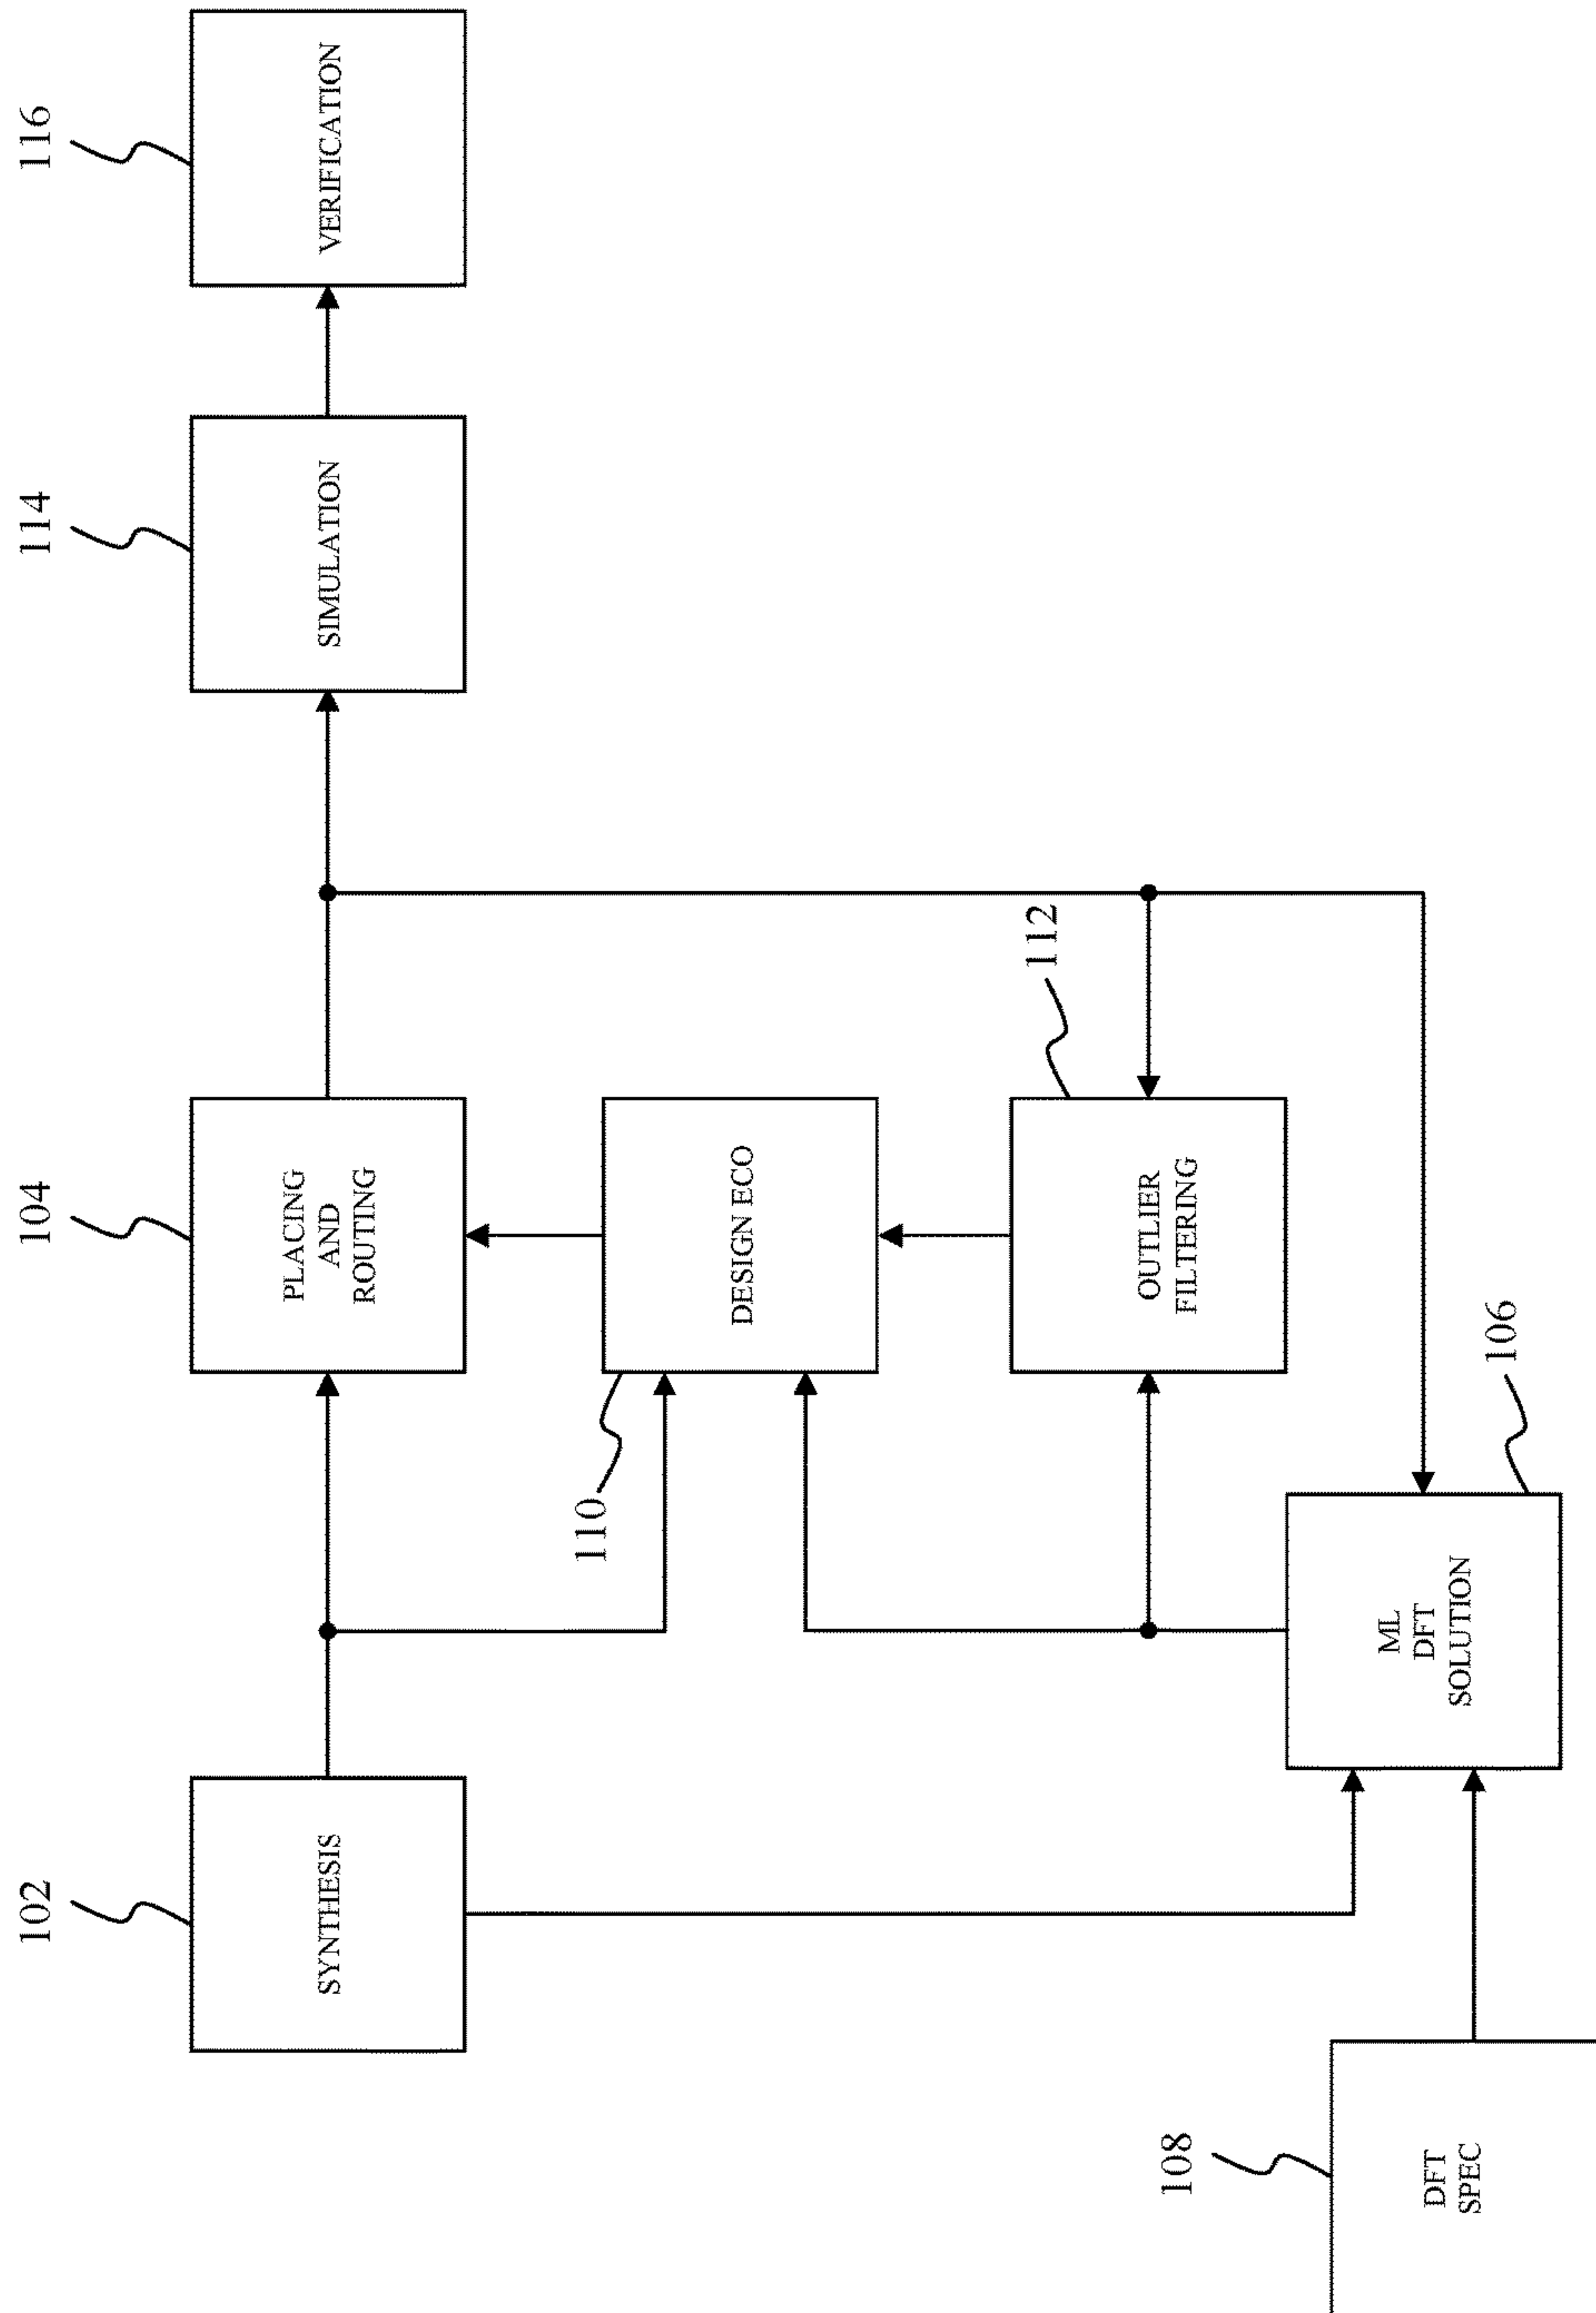 102
SYNTHESIS
104
PLACING
AND
ROUTING
114
SIMULATION
116
VERIFICATION
110
DESIGN ECO
112
OUTLIER
FILTERING
106
ML
DFT
SOLUTION
108
DFT
SPEC